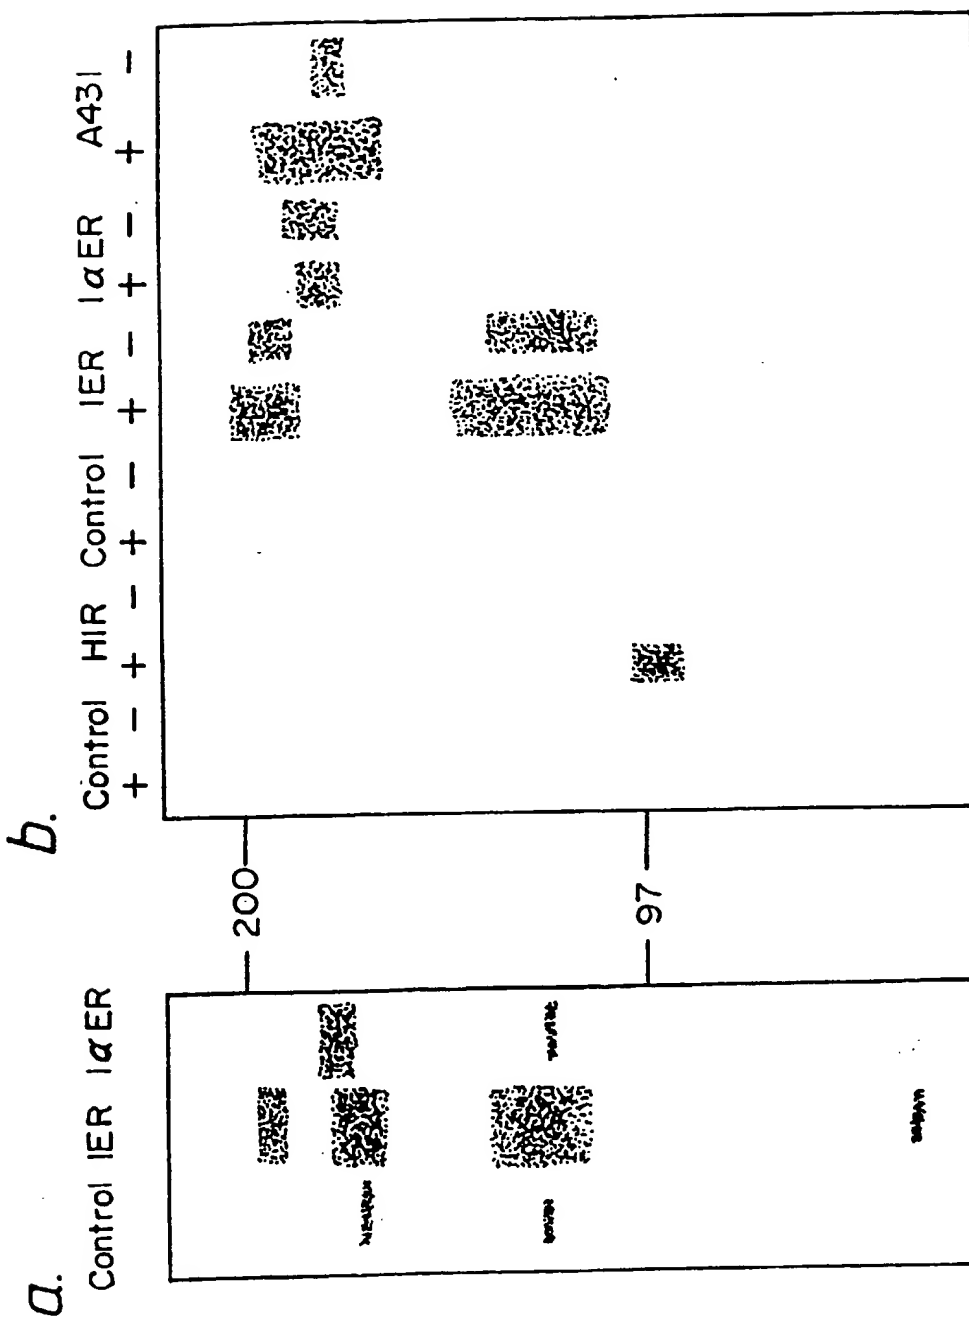 a.
Control IER IαER
200
97
b.
Control HIR Control IER IαER A431
+ − + − + − + − + − + −